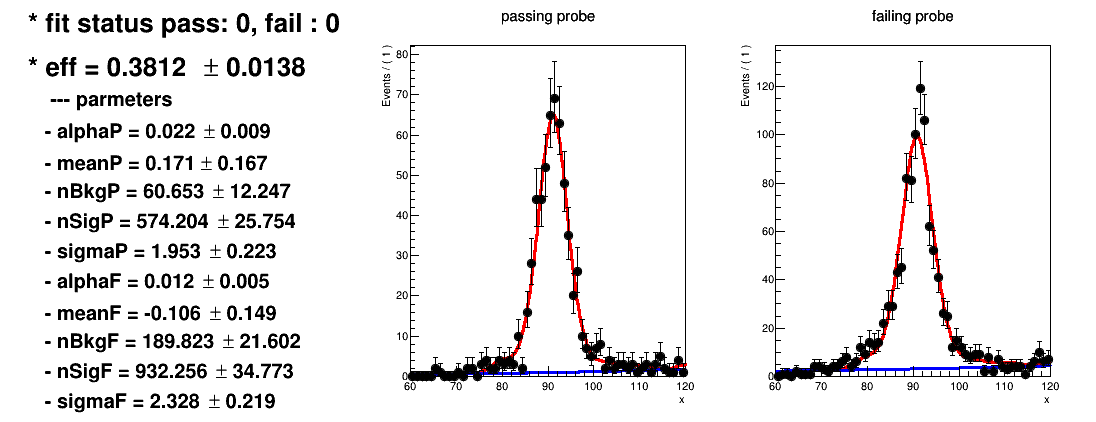 * fit status pass: 0, fail : 0
* eff = 0.3812 ± 0.0138
--- parmeters
- alphaP = 0.022 ± 0.009
- meanP = 0.171 ± 0.167
- nBkgP = 60.653 ± 12.247
- nSigP = 574.204 ± 25.754
- sigmaP = 1.953 ± 0.223
- alphaF = 0.012 ± 0.005
- meanF = -0.106 ± 0.149
- nBkgF = 189.823 ± 21.602
- nSigF = 932.256 ± 34.773
- sigmaF = 2.328 ± 0.219
passing probe
Events / ( 1 )
80
70
60
50
40
30
20
10
0
60 70 80 90 100 110 120
x
failing probe
Events / ( 1 )
120
100
80
60
40
20
0
60 70 80 90 100 110 120
x